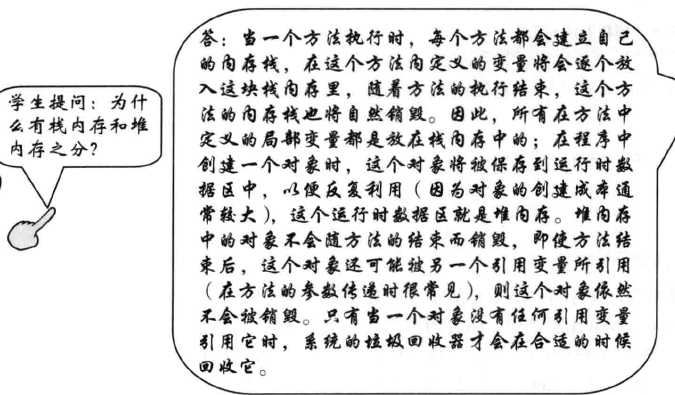 学生提问：为什
么有栈内存和堆
内存之分？
答：当一个方法执行时，每个方法都会建立自己
的内存栈，在这个方法内定义的变量将会逐个放
入这块栈内存里，随着方法的执行结束，这个方
法的内存栈也将自然销毁。因此，所有在方法中
定义的局部变量都是放在栈内存中的；在程序中
创建一个对象时，这个对象将被保存到运行时数
据区中，以便反复利用（因为对象的创建成本通
常较大），这个运行时数据区就是堆内存。堆内存
中的对象不会随方法的结束而销毁，即使方法结
束后，这个对象还可能被另一个引用变量所引用
（在方法的参数传递时很常见），则这个对象依然
不会被销毁。只有当一个对象没有任何引用变量
引用它时，系统的垃圾回收器才会在合适的时候
回收它。